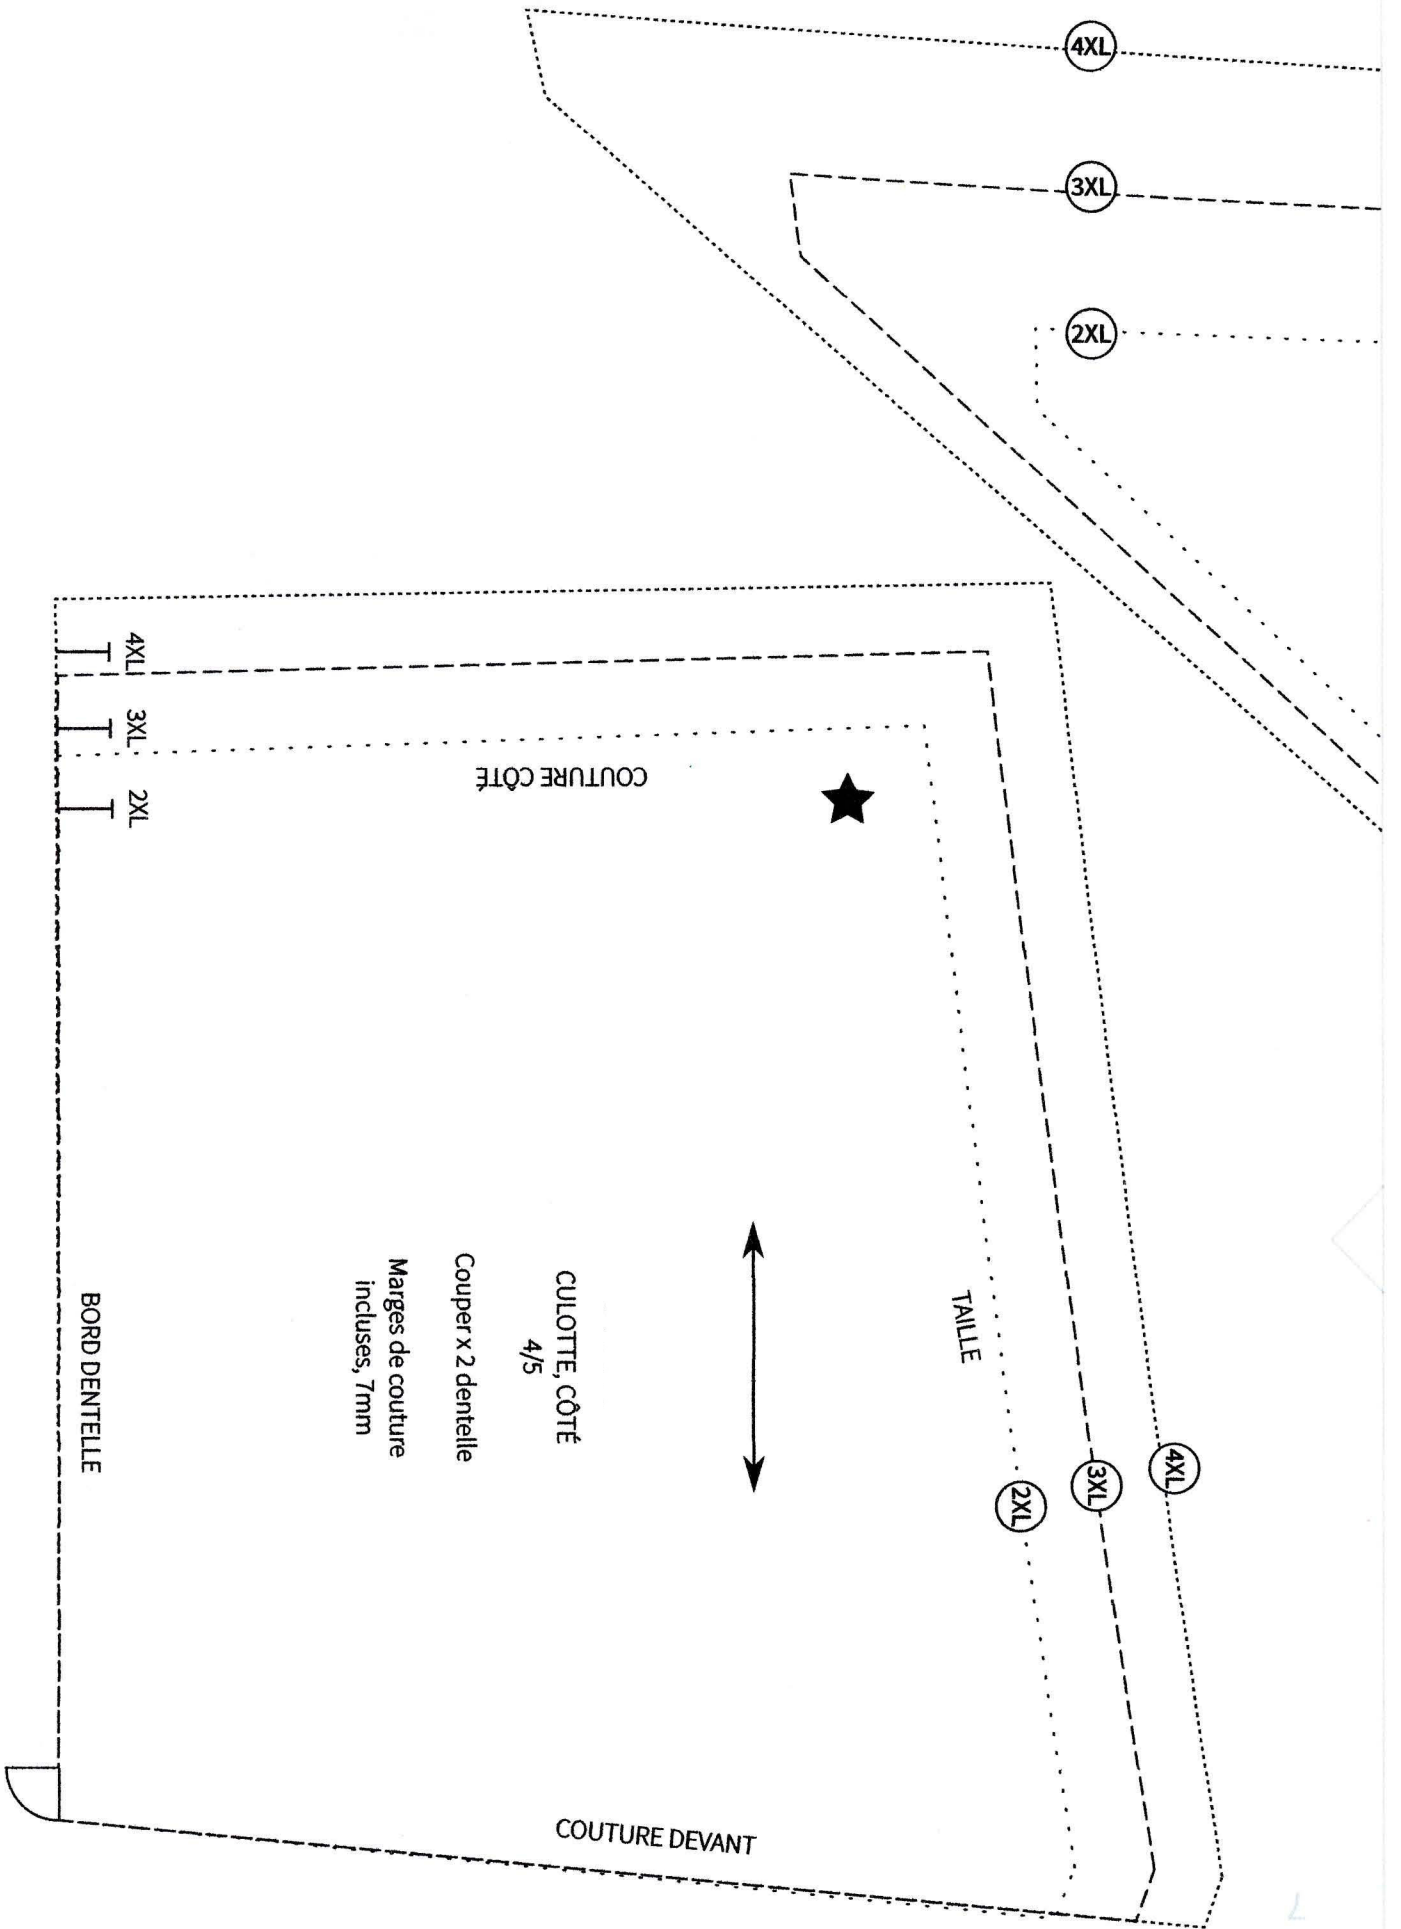 4XL
3XL
2XL
4XL
3XL
2XL
COUTURE CÔTÉ
TAILLE
4XL
3XL
2XL
CULOTTE, CÔTÉ
4/5
Couper x 2 dentelle
Marges de couture
incluses, 7mm
BORD DENTELLE
COUTURE DEVANT